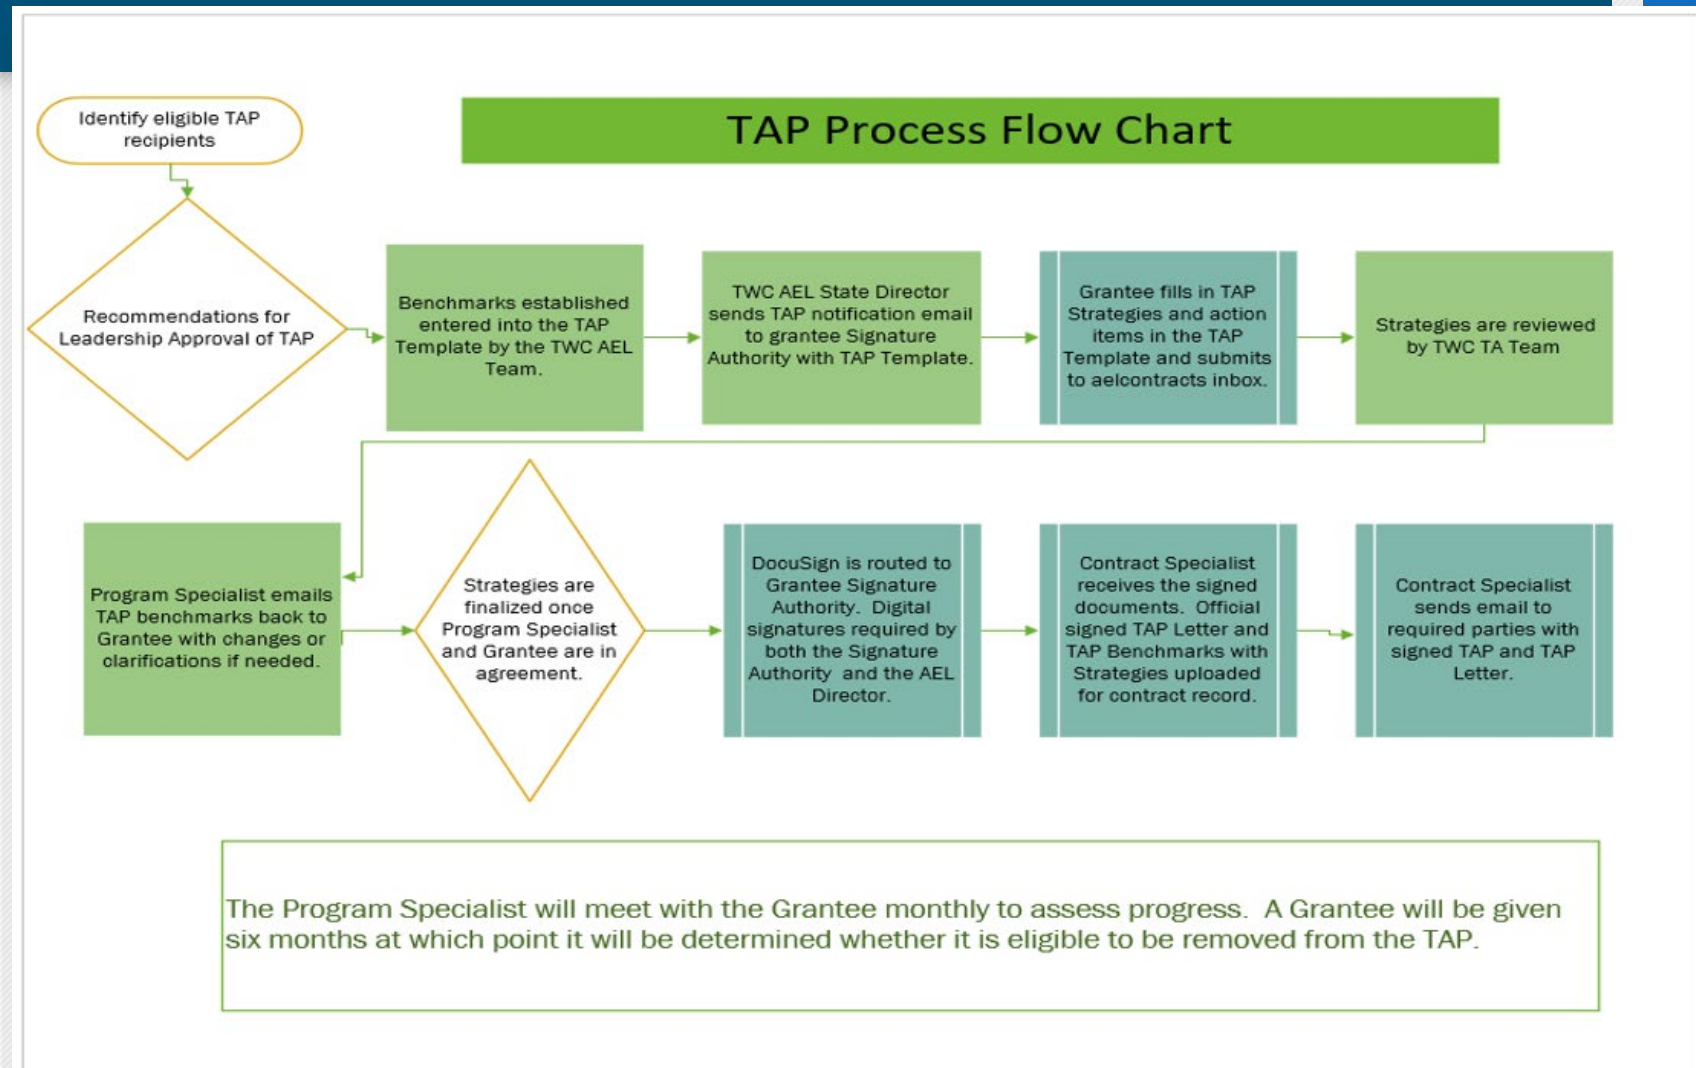 TAP Process Flow Chart
Identify eligible TAP
recipients
Recommendations for
Leadership Approval of TAP
Benchmarks established
entered into the TAP
Template by the TWC AEL
Team.
TWC AEL State Director
sends TAP notification email
to grantee Signature
Authority with TAP Template.
Grantee fills in TAP
Strategies and action
items in the TAP
Template and submits
to aelcontracts inbox.
Strategies are reviewed
by TWC TA Team
Program Specialist emails
TAP benchmarks back to
Grantee with changes or
clarifications if needed.
Strategies are
finalized once
Program Specialist
and Grantee are in
agreement.
DocuSign is routed to
Grantee Signature
Authority.  Digital
signatures required by
both the Signature
Authority  and the AEL
Director.
Contract Specialist
receives the signed
documents.  Official
signed TAP Letter and
TAP Benchmarks with
Strategies uploaded
for contract record.
Contract Specialist
sends email to
required parties with
signed TAP and TAP
Letter.
The Program Specialist will meet with the Grantee monthly to assess progress.  A Grantee will be given
six months at which point it will be determined whether it is eligible to be removed from the TAP.